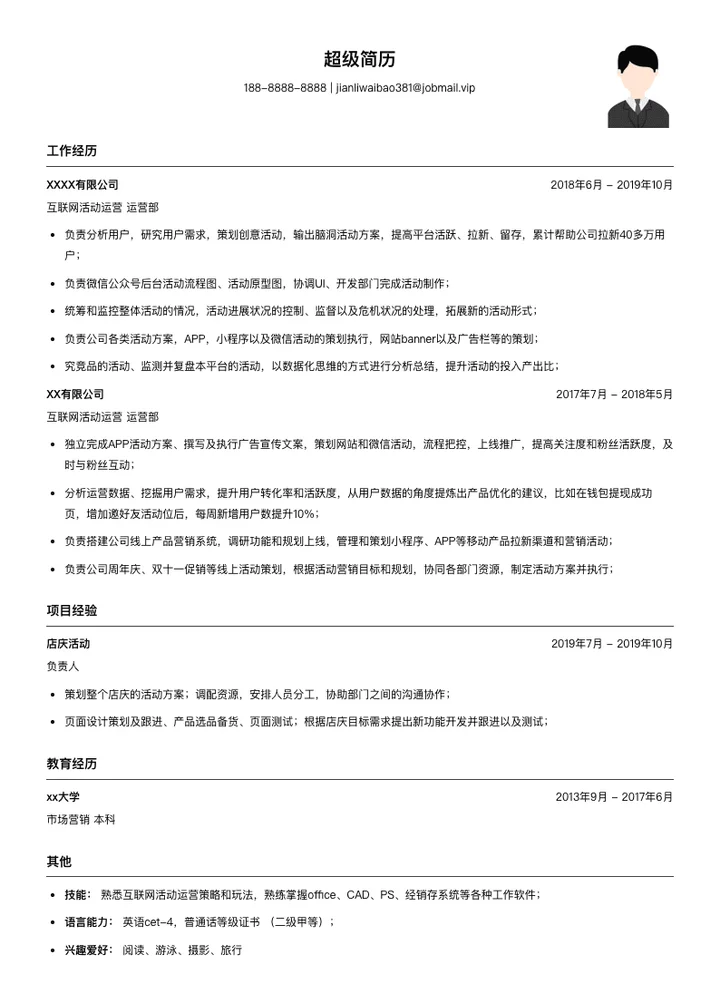 超级简历
188-8888-8888 | jianliwaibao381@jobmail.vip
工作经历
XXXX有限公司 2018年6月 – 2019年10月
互联网活动运营 运营部
• 负责分析用户，研究用户需求，策划创意活动，输出脑洞活动方案，提高平台活跃、拉新、留存，累计帮助公司拉新40多万用
户；
• 负责微信公众号后台活动流程图、活动原型图，协调UI、开发部门完成活动制作；
• 统筹和监控整体活动的情况，活动进展状况的控制、监督以及危机状况的处理，拓展新的活动形式；
• 负责公司各类活动方案，APP，小程序以及微信活动的策划执行，网站banner以及广告栏等的策划；
• 究竞品的活动、监测并复盘本平台的活动，以数据化思维的方式进行分析总结，提升活动的投入产出比；
XX有限公司 2017年7月 – 2018年5月
互联网活动运营 运营部
• 独立完成APP活动方案、撰写及执行广告宣传文案，策划网站和微信活动，流程把控，上线推广，提高关注度和粉丝活跃度，及
时与粉丝互动；
• 分析运营数据、挖掘用户需求，提升用户转化率和活跃度，从用户数据的角度提炼出产品优化的建议，比如在钱包提现成功
页，增加邀好友活动位后，每周新增用户数提升10%；
• 负责搭建公司线上产品营销系统，调研功能和规划上线，管理和策划小程序、APP等移动产品拉新渠道和营销活动；
• 负责公司周年庆、双十一促销等线上活动策划，根据活动营销目标和规划，协同各部门资源，制定活动方案并执行；
项目经验
店庆活动 2019年7月 – 2019年10月
负责人
• 策划整个店庆的活动方案；调配资源，安排人员分工，协助部门之间的沟通协作；
• 页面设计策划及跟进、产品选品备货、页面测试；根据店庆目标需求提出新功能开发并跟进以及测试；
教育经历
xx大学 2013年9月 – 2017年6月
市场营销 本科
其他
• 技能： 熟悉互联网活动运营策略和玩法，熟练掌握office、CAD、PS、经销存系统等各种工作软件；
• 语言能力： 英语cet-4，普通话等级证书 （二级甲等）；
• 兴趣爱好： 阅读、游泳、摄影、旅行